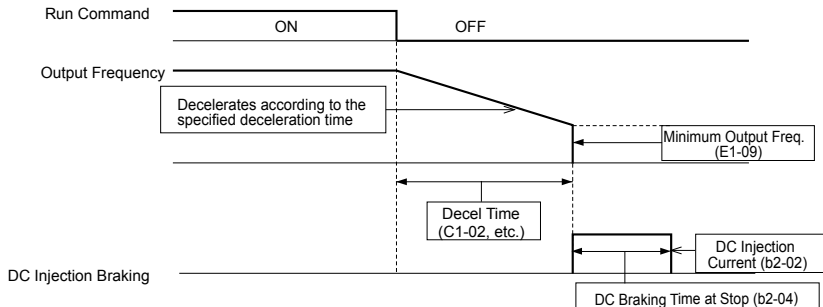 Run Command
ON
OFF
Output Frequency
Decelerates according to the
specified deceleration time
Minimum Output Freq.
(E1-09)
Decel Time
(C1-02, etc.)
DC Injection
Current (b2-02)
DC Injection Braking
DC Braking Time at Stop (b2-04)